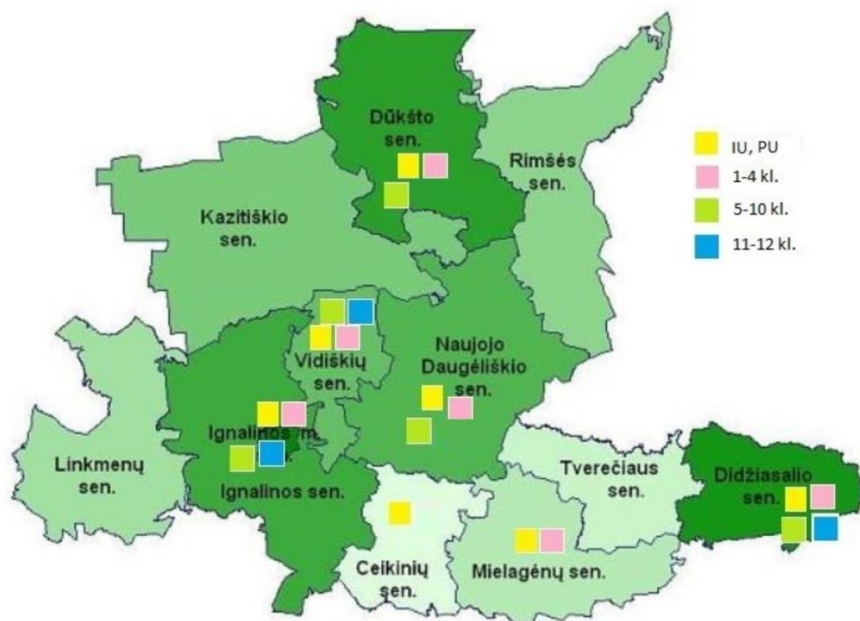 Dūkšto
sen.
Rimšės
sen.
IU, PU
1-4 kl.
5-10 kl.
11-12 kl.
Kazitiškio
sen.
Vidiškių
sen.
Naujojo
Daugėliškio
sen.
Ignalinos m.
Ignalinos sen.
Linkmenų
sen.
Tverečiaus
sen.
Didžiasalio
sen.
Ceikinių
sen.
Mielagėnų sen.